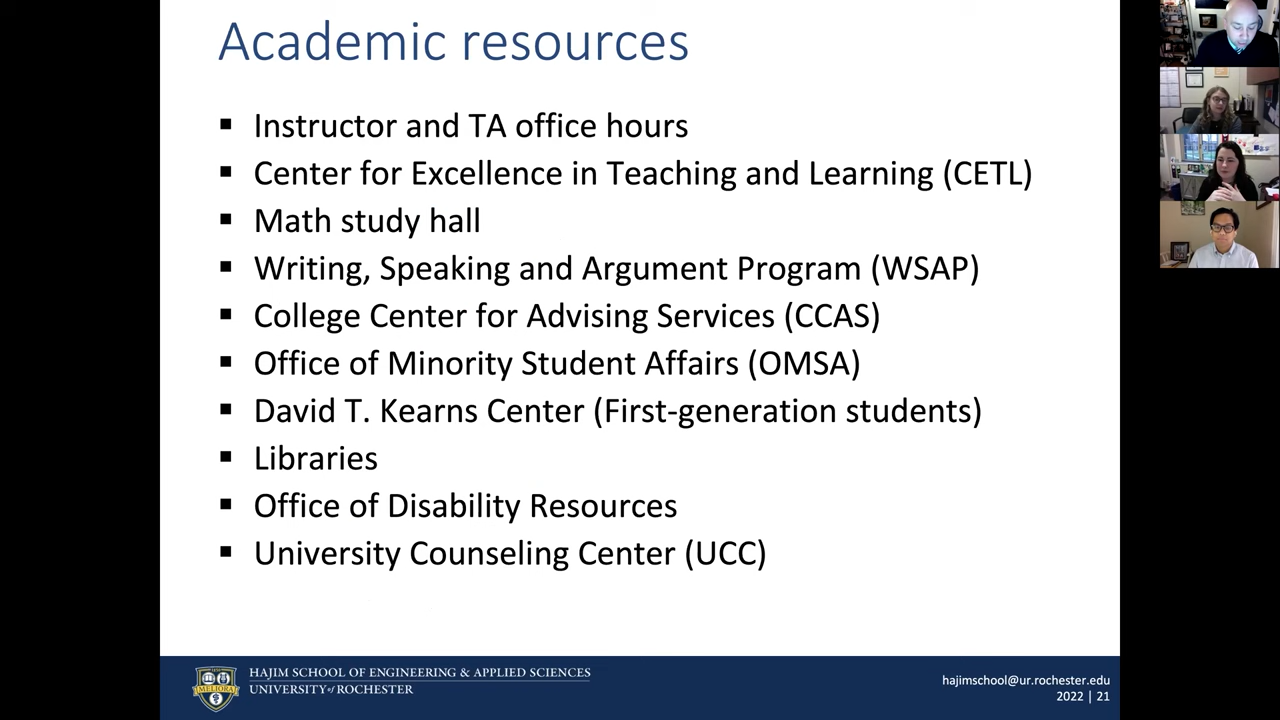 Academic resources
Instructor and TA office hours
Center for Excellence in Teaching and Learning (CETL)
Math study hall
Writing, Speaking and Argument Program (WSAP)
College Center for Advising Services (CCAS)
Office of Minority Student Affairs (OMSA)
David T. Kearns Center (First-generation students)
Libraries
Office of Disability Resources
University Counseling Center (UCC)
MELIORA
HAJIM SCHOOL OF ENGINEERING & APPLIED SCIENCES
UNIVERSITY of ROCHESTER
hajimschool@ur.rochester.edu
2022 | 21